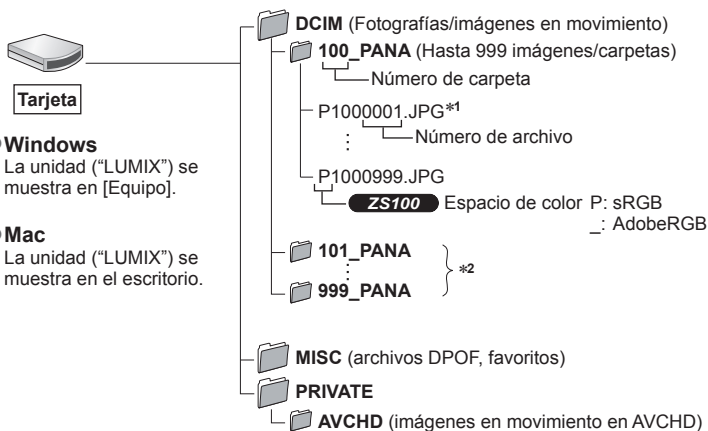 DCIM (Fotografías/imágenes en movimiento)
100_PANA (Hasta 999 imágenes/carpetas)
Número de carpeta
Tarjeta
P1000001.JPG*1
Número de archivo
Windows
La unidad (“LUMIX”) se
muestra en [Equipo].
P1000999.JPG
ZS100 Espacio de color P: sRGB
_: AdobeRGB
Mac
La unidad (“LUMIX”) se
muestra en el escritorio.
101_PANA
*2
999_PANA
MISC (archivos DPOF, favoritos)
PRIVATE
AVCHD (imágenes en movimiento en AVCHD)